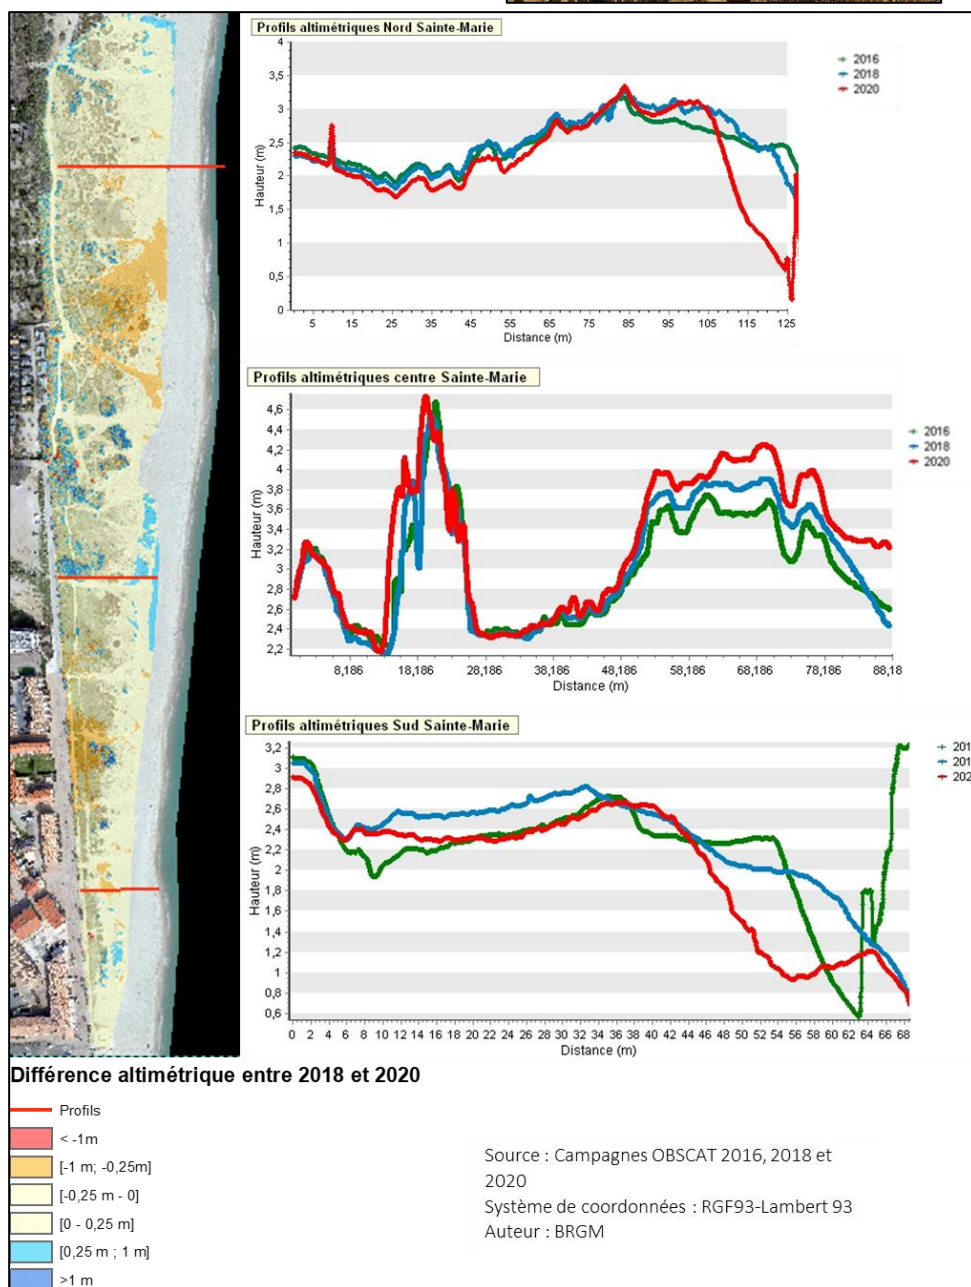 Profils altimétriques Nord Sainte-Marie
4
3,5
3
2,5
2
1,5
1
0,5
0
Hauteur (m)
5 15 25 35 45 55 65 75 85 95 105 115 125
Distance (m)
2016
2018
2020
Profils altimétriques centre Sainte-Marie
4,6
4,4
4,2
4
3,8
3,6
3,4
3,2
3
2,8
2,6
2,4
2,2
Hauteur (m)
8,186 18,186 28,186 38,186 48,186 58,186 68,186 78,186 88,18
Distance (m)
2016
2018
2020
Profils altimétriques Sud Sainte-Marie
3,2
3
2,8
2,6
2,4
2,2
2
1,8
1,6
1,4
1,2
1
0,8
0,6
Hauteur (m)
0 2 4 6 8 10 12 14 16 18 20 22 24 26 28 30 32 34 36 38 40 42 44 46 48 50 52 54 56 58 60 62 64 66 68
Distance (m)
201
201
202
Différence altimétrique entre 2018 et 2020
Profils
< -1m
[-1 m; -0,25m]
[-0,25 m - 0]
[0 - 0,25 m]
[0,25 m ; 1 m]
>1 m
Source : Campagnes OBSCAT 2016, 2018 et
2020
Système de coordonnées : RGF93-Lambert 93
Auteur : BRGM